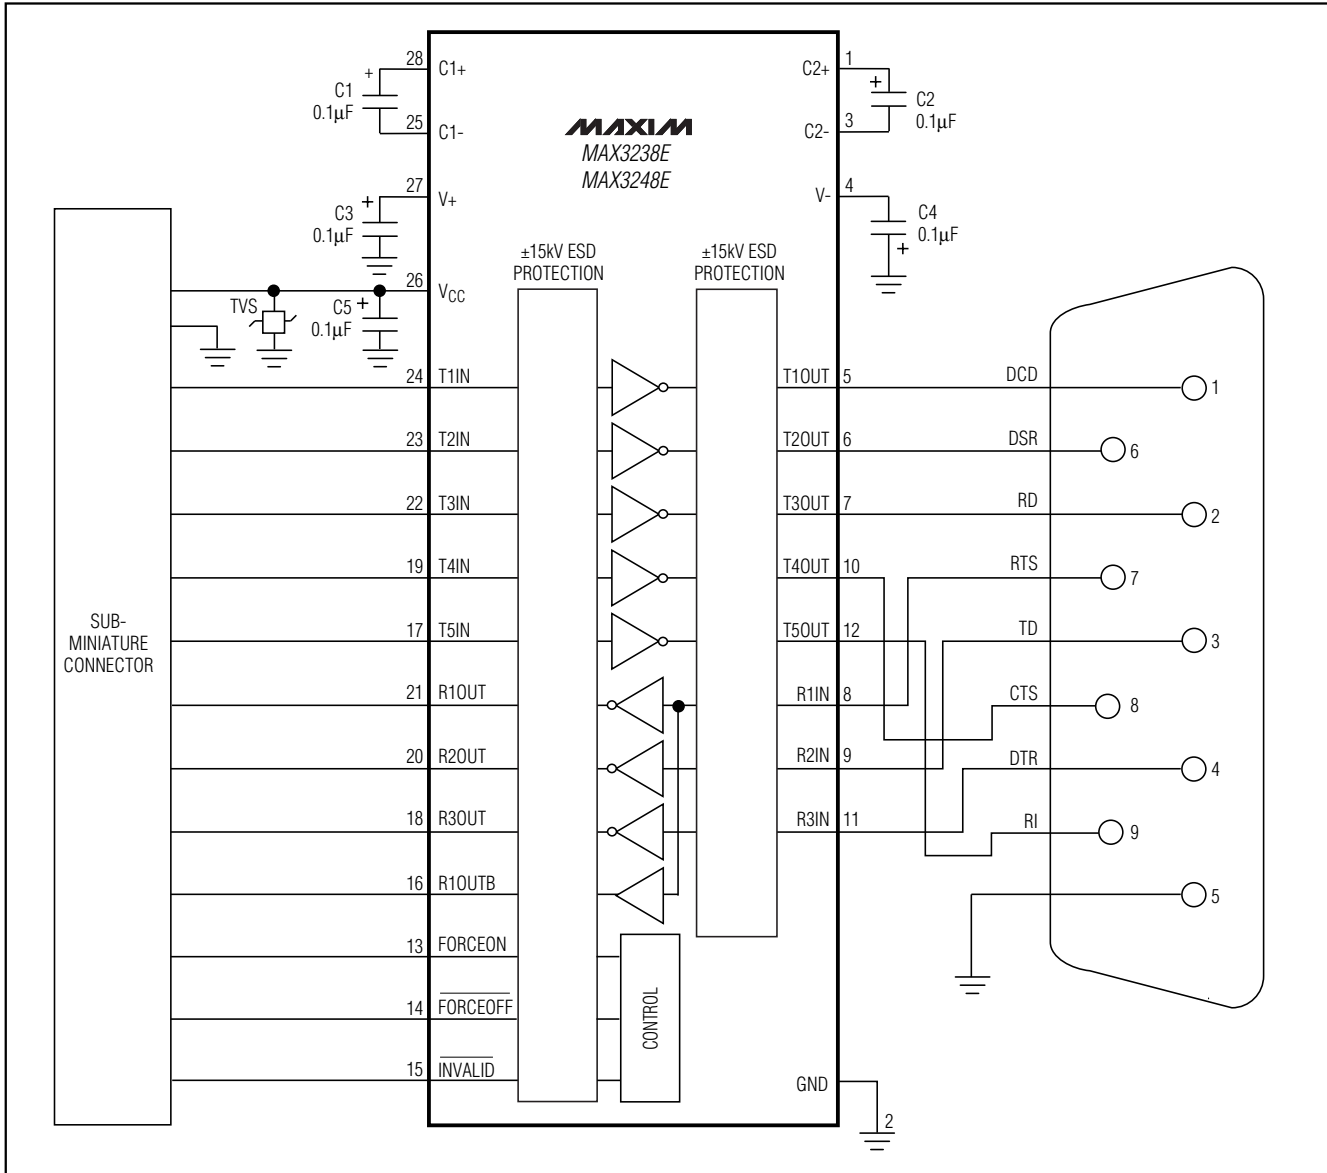 28
C1+
+
C1
0.1µF
25
C1-
27
V+
+
C3
0.1µF
26
VCC
TVS
C5
+
0.1µF
MAXIM
MAX3238E
MAX3248E
C2+
1
+
C2
0.1µF
C2-
3
V-
4
C4
0.1µF
+
±15kV ESD
PROTECTION
±15kV ESD
PROTECTION
SUB-
MINIATURE
CONNECTOR
24 T1IN
T1OUT 5
DCD
1
23 T2IN
T2OUT 6
DSR
6
22 T3IN
T3OUT 7
RD
2
19 T4IN
T4OUT 10
RTS
7
17 T5IN
T5OUT 12
TD
3
21 R1OUT
R1IN 8
CTS
8
20 R2OUT
R2IN 9
DTR
4
18 R3OUT
R3IN 11
RI
9
16 R1OUTB
5
13 FORCEON
14 FORCEOFF
15 INVALID
CONTROL
GND
2